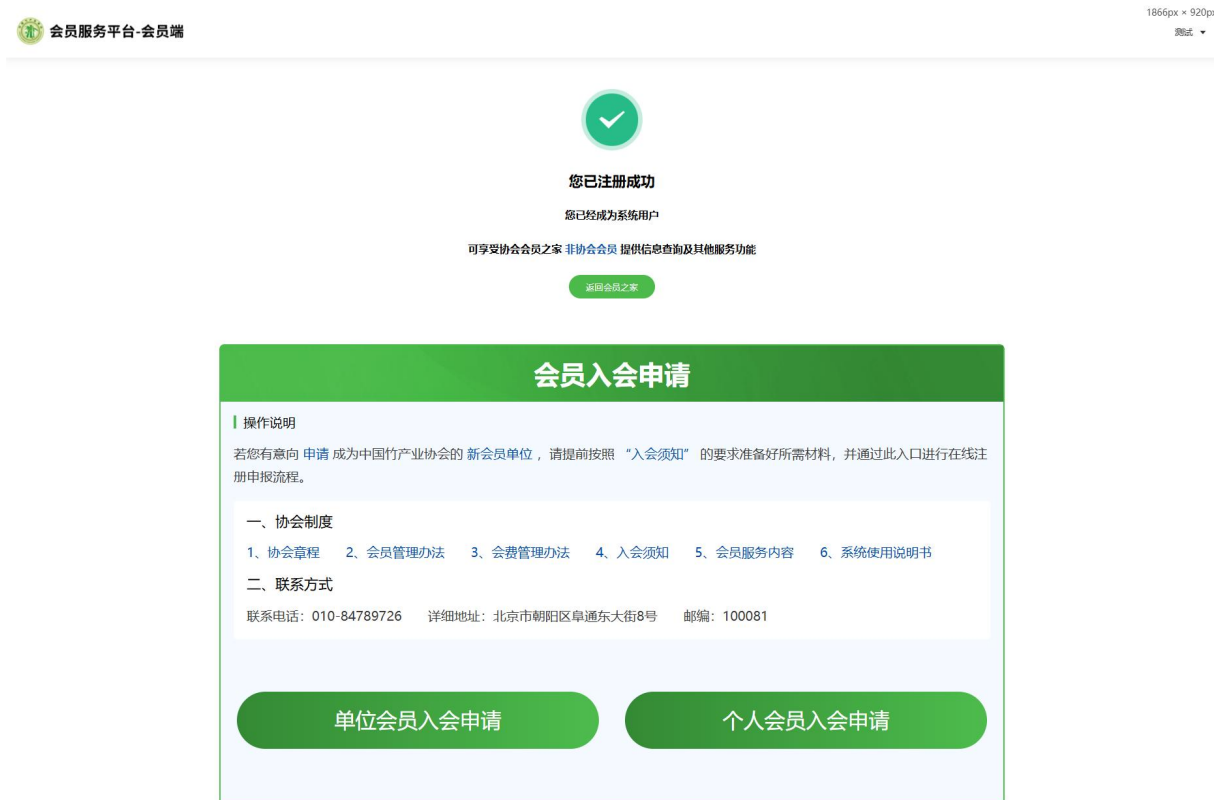 会员服务平台-会员端
1866px × 920px
测试
您已注册成功
您已经成为系统用户
可享受协会会员之家 非协会会员 提供信息查询及其他服务功能
返回会员之家
会员入会申请
操作说明
若您有意向 申请 成为中国竹产业协会的 新会员单位 ，请提前按照 “入会须知” 的要求准备好所需材料，并通过此入口进行在线注
册申报流程。
一、协会制度
1、协会章程 2、会员管理办法 3、会费管理办法 4、入会须知 5、会员服务内容 6、系统使用说明书
二、联系方式
联系电话：010-84789726 详细地址：北京市朝阳区阜通东大街8号 邮编：100081
单位会员入会申请 个人会员入会申请